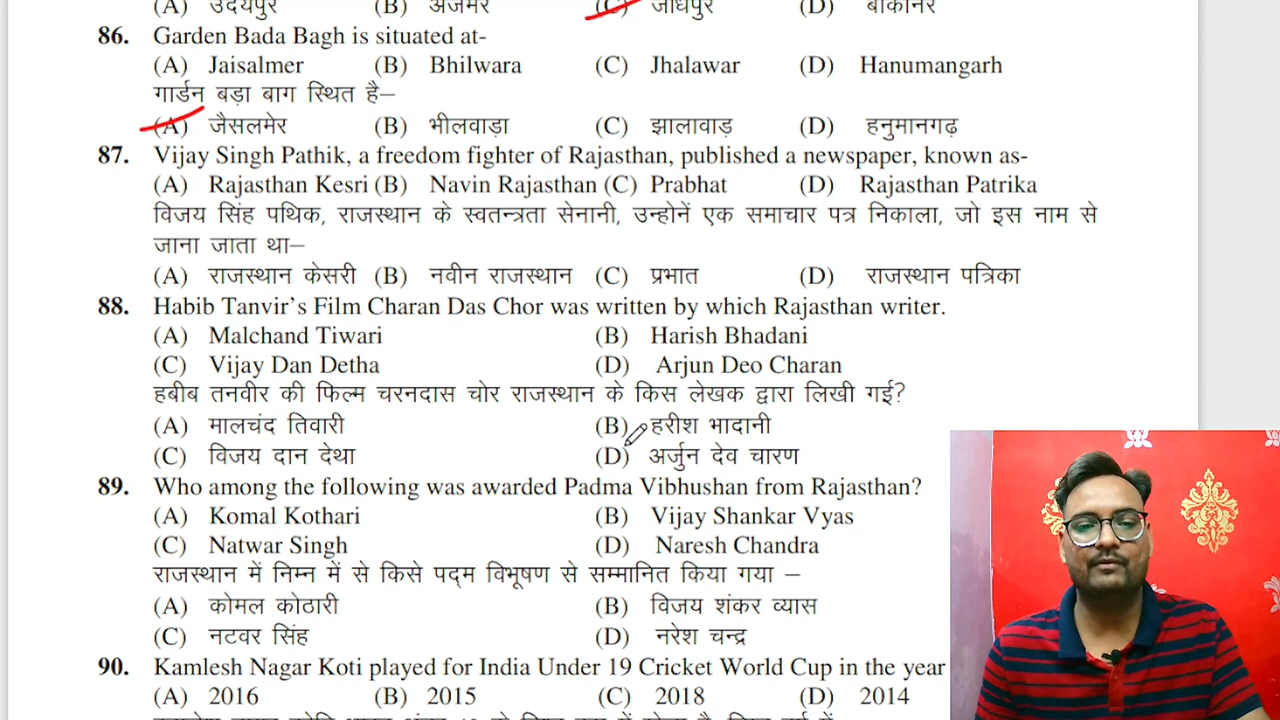 (A) उदयपुर (B) अजमेर (C) जोधपुर (D) बीकानेर
86. Garden Bada Bagh is situated at-
(A) Jaisalmer (B) Bhilwara (C) Jhalawar (D) Hanumangarh
गार्डन बड़ा बाग स्थित है–
(A) जैसलमेर (B) भीलवाड़ा (C) झालावाड़ (D) हनुमानगढ़
87. Vijay Singh Pathik, a freedom fighter of Rajasthan, published a newspaper, known as-
(A) Rajasthan Kesri (B) Navin Rajasthan (C) Prabhat (D) Rajasthan Patrika
विजय सिंह पथिक, राजस्थान के स्वतन्त्रता सेनानी, उन्होनें एक समाचार पत्र निकाला, जो इस नाम से
जाना जाता था–
(A) राजस्थान केसरी (B) नवीन राजस्थान (C) प्रभात (D) राजस्थान पत्रिका
88. Habib Tanvir's Film Charan Das Chor was written by which Rajasthan writer.
(A) Malchand Tiwari (B) Harish Bhadani
(C) Vijay Dan Detha (D) Arjun Deo Charan
हबीब तनवीर की फिल्म चरनदास चोर राजस्थान के किस लेखक द्वारा लिखी गई?
(A) मालचंद तिवारी (B) हरीश भादानी
(C) विजय दान देथा (D) अर्जुन देव चारण
89. Who among the following was awarded Padma Vibhushan from Rajasthan?
(A) Komal Kothari (B) Vijay Shankar Vyas
(C) Natwar Singh (D) Naresh Chandra
राजस्थान में निम्न में से किसे पद्म विभूषण से सम्मानित किया गया –
(A) कोमल कोठारी (B) विजय शंकर व्यास
(C) नटवर सिंह (D) नरेश चन्द्र
90. Kamlesh Nagar Koti played for India Under 19 Cricket World Cup in the year
(A) 2016 (B) 2015 (C) 2018 (D) 2014